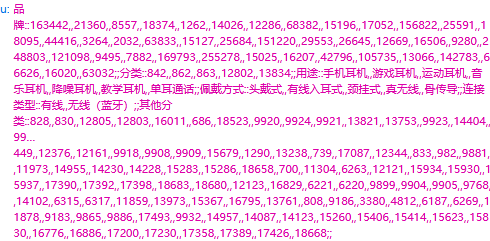 u: 品
牌::163442,,21360,,8557,,18374,,1262,,14026,,12286,,68382,,15196,,17052,,156822,,25591,,1
8095,,44416,,3264,,2032,,63833,,15127,,25684,,151220,,29553,,26645,,12669,,16506,,9280,,2
48803,,121098,,9495,,7882,,169793,,255278,,15025,,16207,,42796,,105735,,13066,,142783,,6
6626,,16020,,63032;;分类::842,,862,,863,,12802,,13834;;用途::手机耳机,,游戏耳机,,运动耳机,,音
乐耳机,,降噪耳机,,教学耳机,,单耳通话;;佩戴方式::头戴式,,有线入耳式,,颈挂式,,真无线,,骨传导;;连接
类型::有线,,无线（蓝牙）;;其他分
类::828,,830,,12805,,12803,,16011,,686,,18523,,9920,,9924,,9921,,13821,,13753,,9923,,14404,,
99...
449,,12376,,12161,,9918,,9908,,9909,,15679,,1290,,13238,,739,,17087,,12344,,833,,982,,9881,
,11973,,14955,,14230,,14228,,15283,,15286,,18658,,700,,11304,,6263,,12121,,15934,,15930,,1
5937,,17390,,17392,,17398,,18683,,18680,,12123,,16829,,6221,,6220,,9899,,9904,,9905,,9768,
,14102,,6315,,6317,,11859,,13973,,15367,,16795,,13761,,808,,9186,,3380,,4812,,6187,,6269,,1
1878,,9183,,9865,,9886,,17493,,9932,,14957,,14087,,14123,,15260,,15406,,15414,,15623,,158
30,,16776,,16886,,17200,,17230,,17358,,17389,,17426,,18668;;